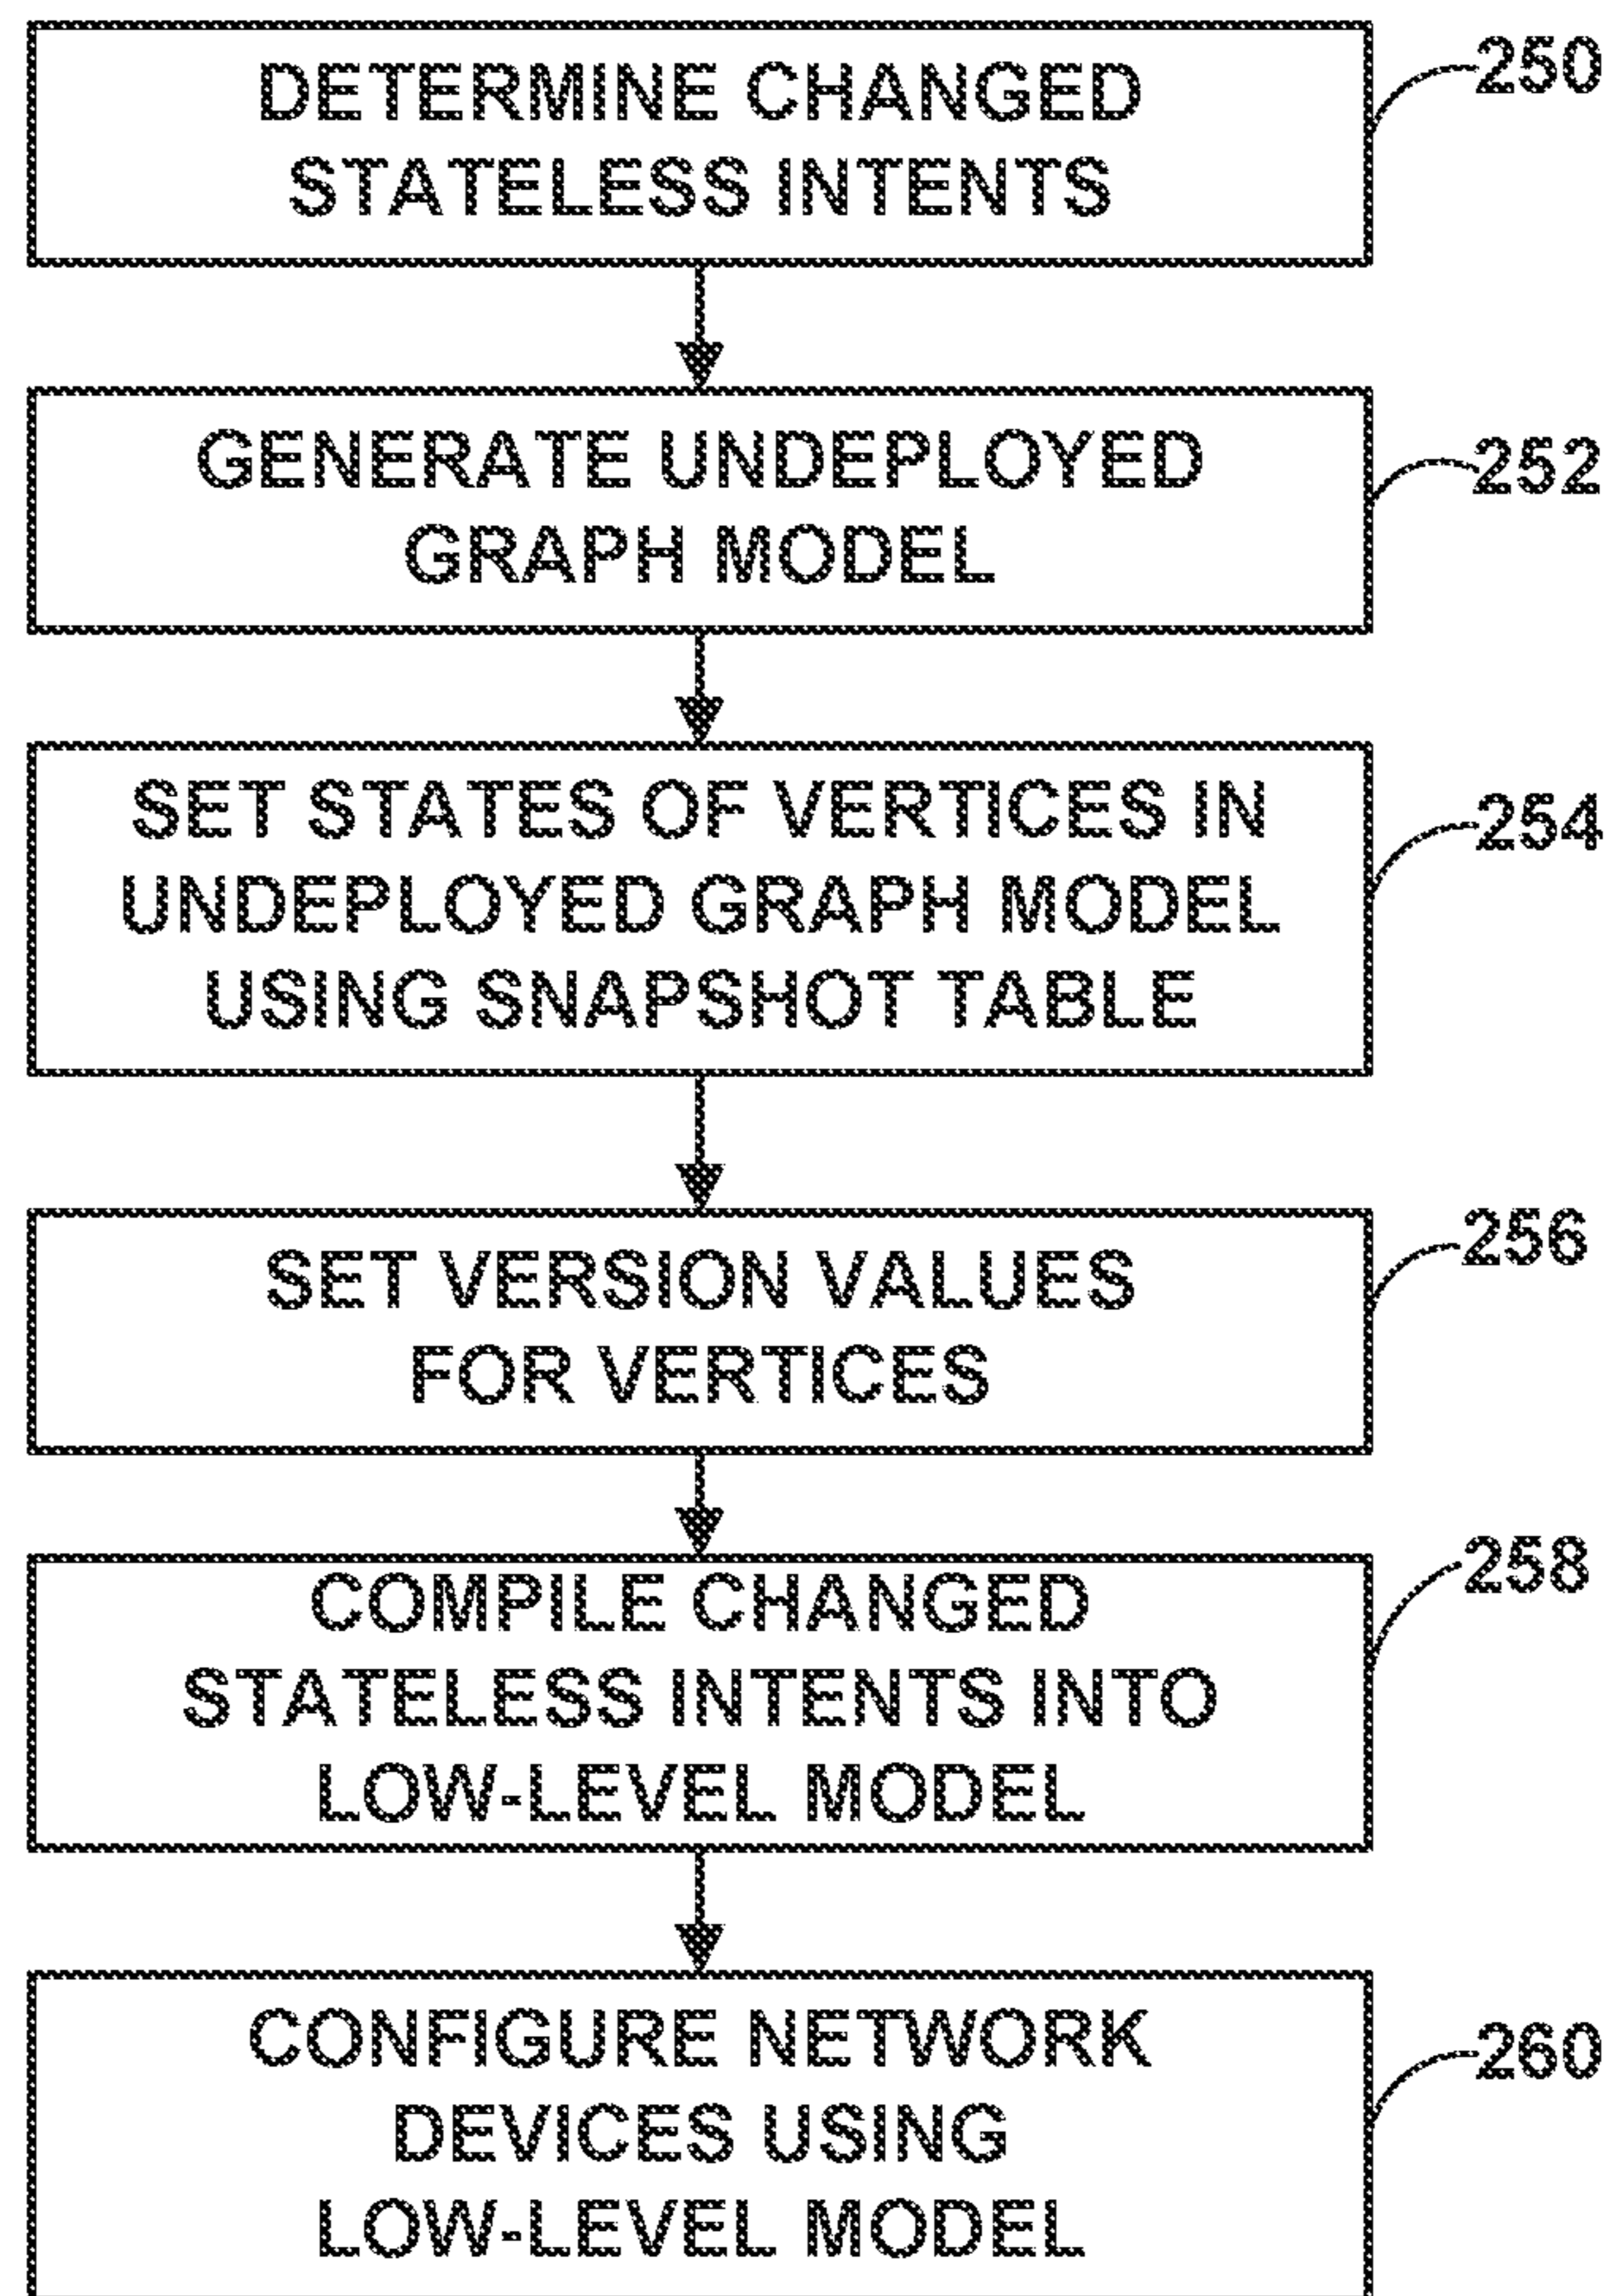 DETERMINE CHANGED
STATELESS INTENTS
250
GENERATE UNDEPLOYED
GRAPH MODEL
252
SET STATES OF VERTICES IN
UNDEPLOYED GRAPH MODEL
USING SNAPSHOT TABLE
254
SET VERSION VALUES
FOR VERTICES
256
COMPILE CHANGED
STATELESS INTENTS INTO
LOW-LEVEL MODEL
258
CONFIGURE NETWORK
DEVICES USING
LOW-LEVEL MODEL
260